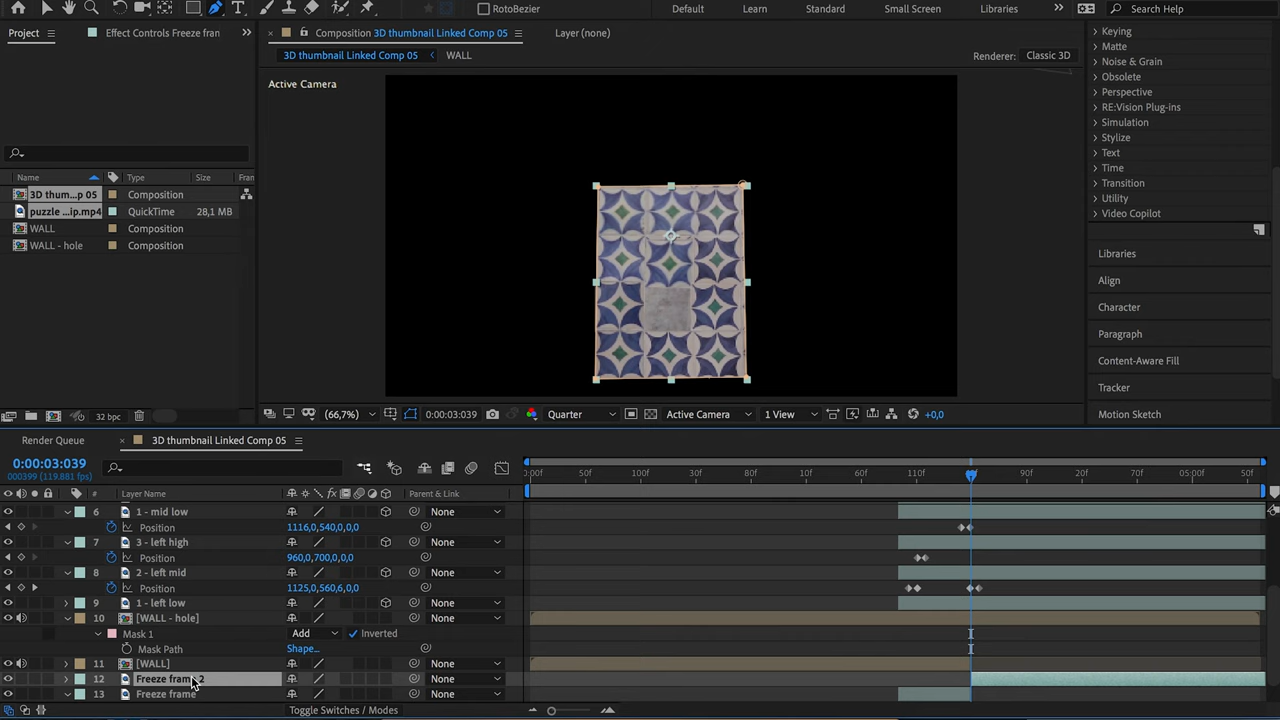 RotoBezier
Default
Learn
Standard
Small Screen
Libraries
Search Help
Project
Effect Controls Freeze fran
Composition 3D thumbnail Linked Comp 05
Layer (none)
3D thumbnail Linked Comp 05
WALL
Renderer:
Classic 3D
Active Camera
Name
Type
Size
Fran
3D thum...p 05
Composition
puzzle ...ip.mp4
QuickTime
28,1 MB
WALL
Composition
WALL - hole
Composition
Keying
Matte
Noise & Grain
Obsolete
Perspective
RE:Vision Plug-ins
Simulation
Stylize
Text
Time
Transition
Utility
Video Copilot
Libraries
Align
Character
Paragraph
Content-Aware Fill
Tracker
Motion Sketch
32 bpc
(66,7%)
0:00:03:039
Quarter
Active Camera
1 View
+0,0
Render Queue
3D thumbnail Linked Comp 05
0:00:03:039
000399 (119.881 fps)
:00f
50f
100f
30f
80f
10f
60f
110f
90f
20f
70f
05:00f
50f
#
Layer Name
Parent & Link
6
1 - mid low
None
Position
1116,0,540,0,0,0
7
3 - left high
None
Position
960,0,700,0,0,0
8
2 - left mid
None
Position
1125,0,560,6,0,0
9
1 - left low
None
10
[WALL - hole]
None
Mask 1
Add
Inverted
Mask Path
Shape...
11
[WALL]
None
12
2
None
13
Freeze frame
None
Toggle Switches / Modes